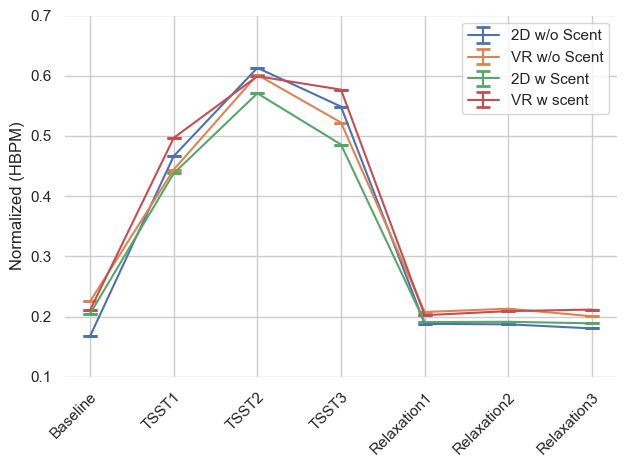 0.7
0.6
0.5
0.4
0.3
0.2
0.1
Normalized (HBPM)
2D w/o Scent
VR w/o Scent
2D w Scent
VR w scent
Baseline
TSST1
TSST2
TSST3
Relaxation1
Relaxation2
Relaxation3